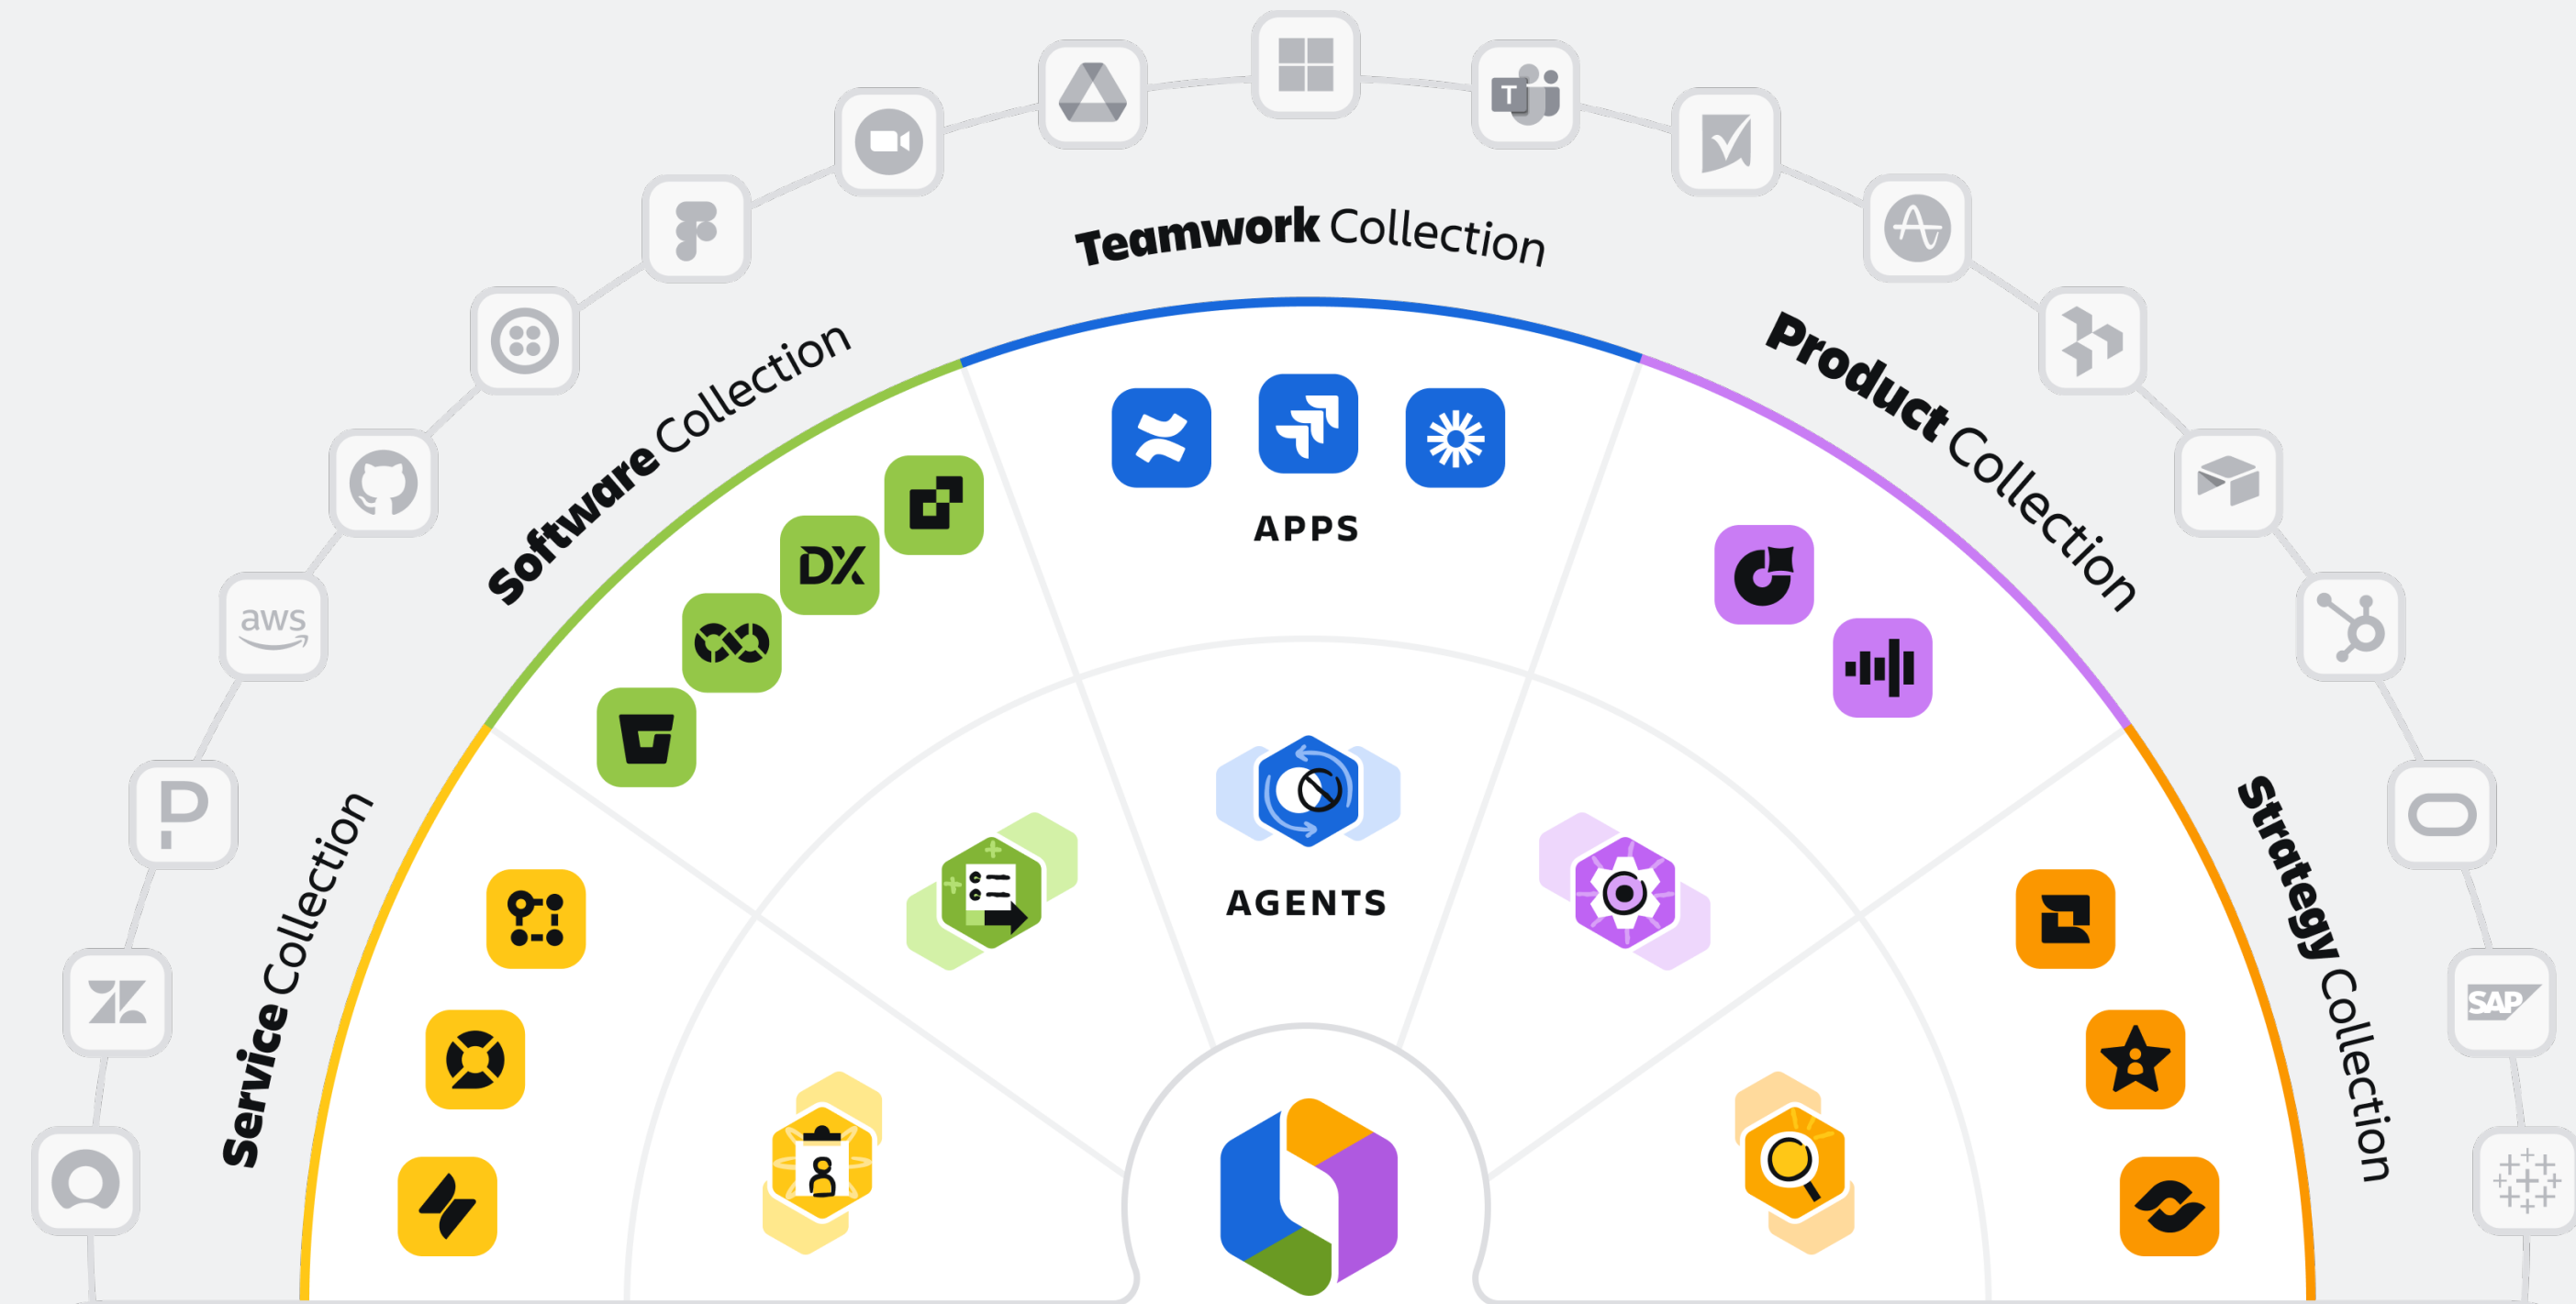 Teamwork Collection
Software Collection
Product Collection
Service Collection
Strategy Collection
APPS
AGENTS
DX
aws
T
P
SAP